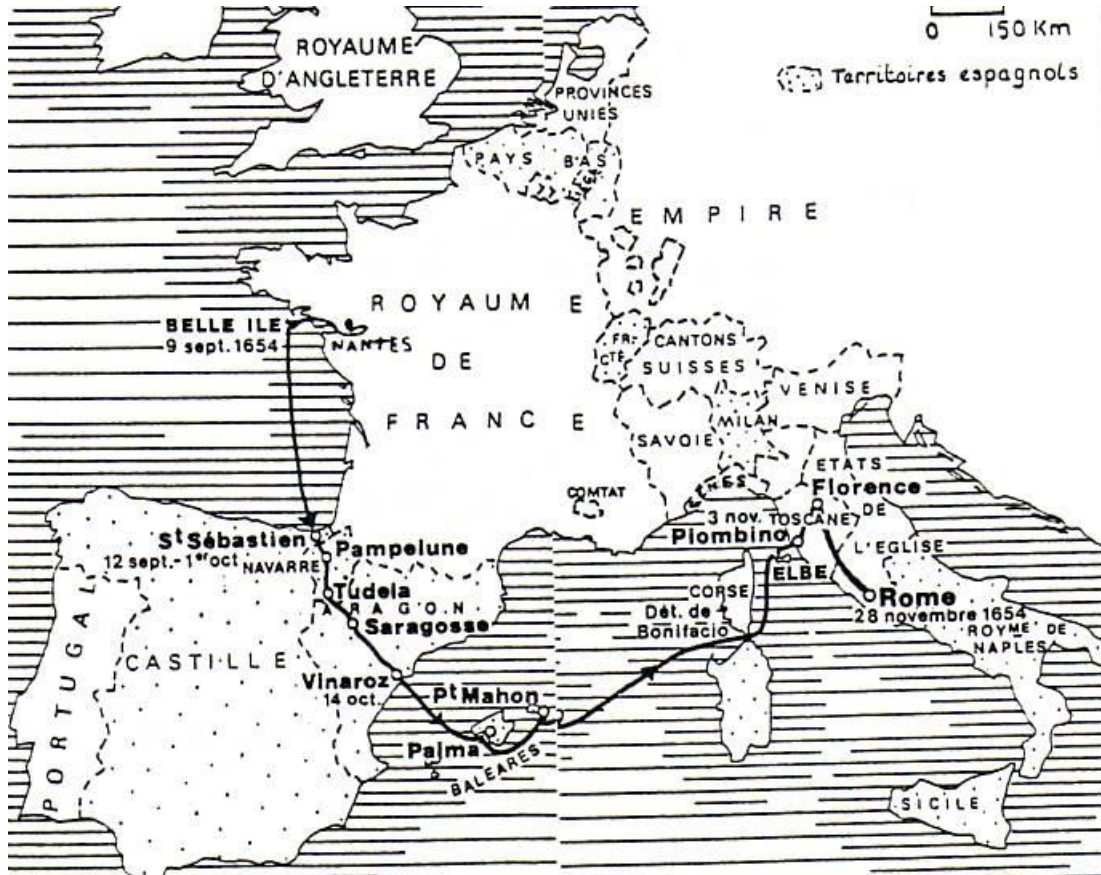 ROYAUME
D'ANGLETERRE
0 150 Km
Territoires espagnols
PROVINCES
UNIES
PAYS BAS
LIEGE
EMPIRE
ROYAUME
DE
FRANCE
BELLE ILE
9 sept. 1654
NANTES
FR-
CTÉ
CANTONS
SUISSES
VENISE
MILAN
SAVOIE
ETATS
DE
L'EGLISE
GENES
COMTAT
Florence
3 nov.
TOSCANE
Piombino
ELBE
CORSE
Dét. de
Bonifacio
Rome
28 novembre 1654
ROYME DE
NAPLES
St Sébastien
12 sept.-1er oct
NAVARRE
Pampelune
Tudela
ARAGON
Saragosse
PORTUGAL
CASTILLE
Vinaroz
14 oct.
Pt Mahon
Palma
BALEARES
SICILE